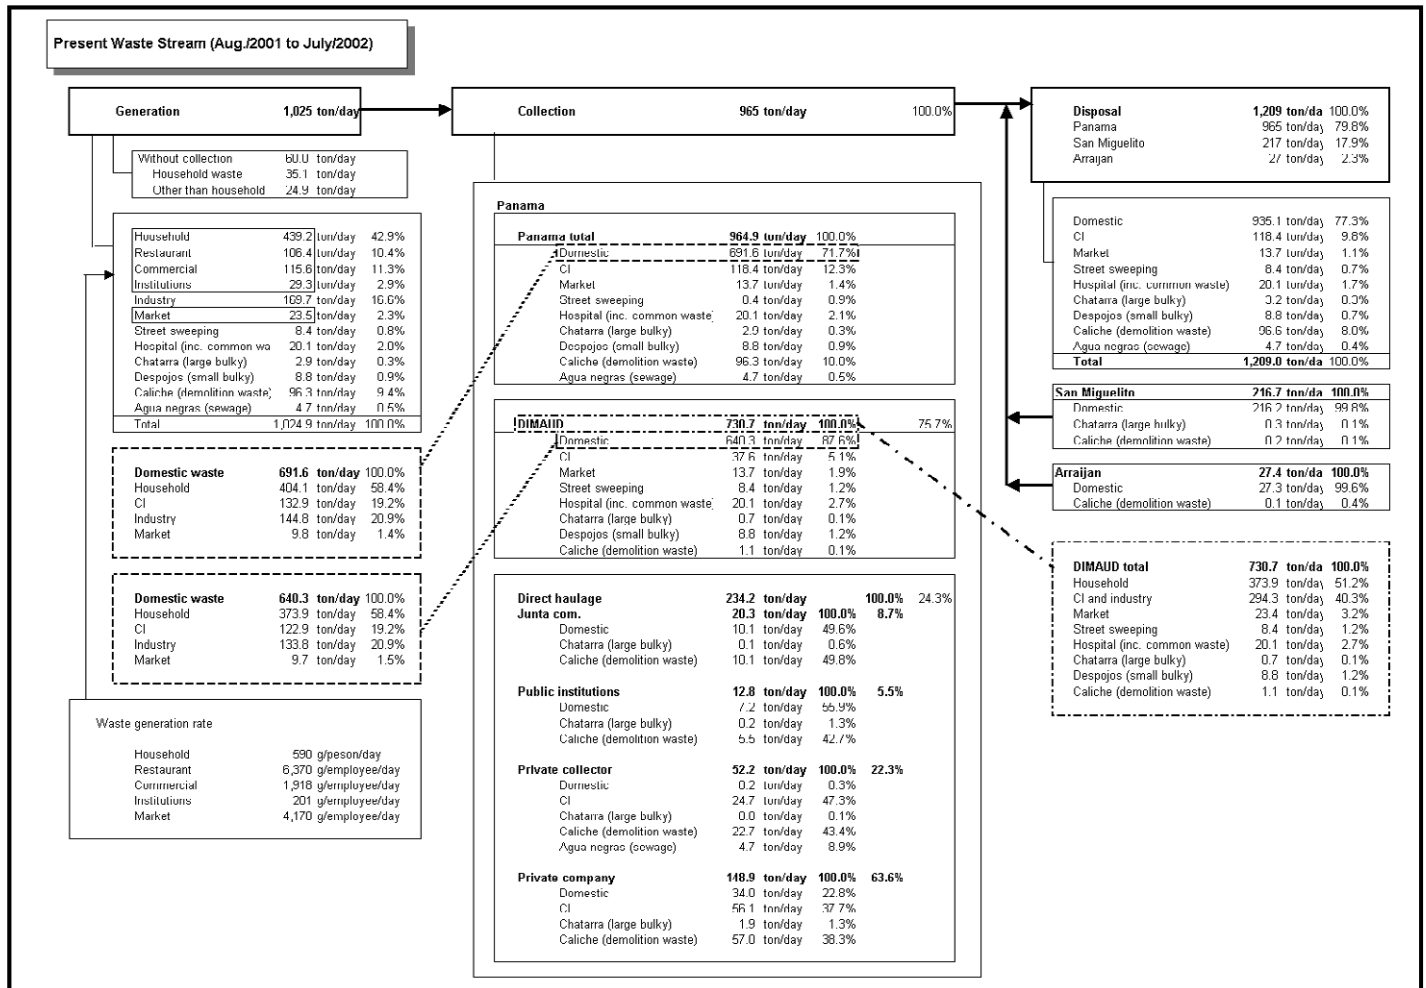 Present Waste Stream (Aug./2001 to July/2002)
Generation 1,025 ton/day
Without collection 60.0 ton/day
Household waste 35.1 ton/day
Other than household 24.9 ton/day
Household 439.2 ton/day 42.9%
Restaurant 106.4 ton/day 10.4%
Commercial 115.6 ton/day 11.3%
Institutions 29.3 ton/day 2.9%
Industry 169.7 ton/day 16.6%
Market 23.5 ton/day 2.3%
Street sweeping 8.4 ton/day 0.8%
Hospital (inc. common wa 20.1 ton/day 2.0%
Chatarra (large bulky) 2.9 ton/day 0.3%
Despojos (small bulky) 8.8 ton/day 0.9%
Caliche (demolition waste) 96.3 ton/day 9.4%
Agua negras (sewage) 4.7 ton/day 0.5%
Total 1,024.9 ton/day 100.0%
Domestic waste 691.6 ton/day 100.0%
Household 404.1 ton/day 58.4%
CI 132.9 ton/day 19.2%
Industry 144.8 ton/day 20.9%
Market 9.8 ton/day 1.4%
Domestic waste 640.3 ton/day 100.0%
Household 373.9 ton/day 58.4%
CI 122.9 ton/day 19.2%
Industry 133.8 ton/day 20.9%
Market 9.7 ton/day 1.5%
Waste generation rate
Household 590 g/peson/day
Restaurant 6,370 g/employee/day
Commercial 1,918 g/employee/day
Institutions 201 g/employee/day
Market 4,170 g/employee/day
Collection 965 ton/day 100.0%
Panama
Panama total 964.9 ton/day 100.0%
Domestic 691.6 ton/day 71.7%
CI 118.4 ton/day 12.3%
Market 13.7 ton/day 1.4%
Street sweeping 8.4 ton/day 0.9%
Hospital (inc. common waste) 20.1 ton/day 2.1%
Chatarra (large bulky) 2.9 ton/day 0.3%
Despojos (small bulky) 8.8 ton/day 0.9%
Caliche (demolition waste) 96.3 ton/day 10.0%
Agua negras (sewage) 4.7 ton/day 0.5%
DIMAUD 730.7 ton/day 100.0% 75.7%
Domestic 640.3 ton/day 87.6%
CI 37.6 ton/day 5.1%
Market 13.7 ton/day 1.9%
Street sweeping 8.4 ton/day 1.2%
Hospital (inc. common waste) 20.1 ton/day 2.7%
Chatarra (large bulky) 0.7 ton/day 0.1%
Despojos (small bulky) 8.8 ton/day 1.2%
Caliche (demolition waste) 1.1 ton/day 0.1%
Direct haulage 234.2 ton/day 100.0% 24.3%
Junta com. 20.3 ton/day 100.0% 8.7%
Domestic 10.1 ton/day 49.6%
Chatarra (large bulky) 0.1 ton/day 0.6%
Caliche (demolition waste) 10.1 ton/day 49.8%
Public institutions 12.8 ton/day 100.0% 5.5%
Domestic 7.2 ton/day 55.9%
Chatarra (large bulky) 0.2 ton/day 1.3%
Caliche (demolition waste) 5.5 ton/day 42.7%
Private collector 52.2 ton/day 100.0% 22.3%
Domestic 0.2 ton/day 0.3%
CI 24.7 ton/day 47.3%
Chatarra (large bulky) 0.0 ton/day 0.1%
Caliche (demolition waste) 22.7 ton/day 43.4%
Agua negras (sewage) 4.7 ton/day 8.9%
Private company 148.9 ton/day 100.0% 63.6%
Domestic 34.0 ton/day 22.8%
CI 56.1 ton/day 37.7%
Chatarra (large bulky) 1.9 ton/day 1.3%
Caliche (demolition waste) 57.0 ton/day 38.3%
Disposal 1,209 ton/da 100.0%
Panama 965 ton/day 79.8%
San Miguelito 217 ton/day 17.9%
Arraijan 27 ton/day 2.3%
Domestic 935.1 ton/day 77.3%
CI 118.4 ton/day 9.8%
Market 13.7 ton/day 1.1%
Street sweeping 8.4 ton/day 0.7%
Hospital (inc. common waste) 20.1 ton/day 1.7%
Chatarra (large bulky) 3.2 ton/day 0.3%
Despojos (small bulky) 8.8 ton/day 0.7%
Caliche (demolition waste) 96.6 ton/day 8.0%
Agua negras (sewage) 4.7 ton/day 0.4%
Total 1,209.0 ton/da 100.0%
San Miguelito 216.7 ton/da 100.0%
Domestic 216.2 ton/day 99.8%
Chatarra (large bulky) 0.3 ton/day 0.1%
Caliche (demolition waste) 0.2 ton/day 0.1%
Arraijan 27.4 ton/da 100.0%
Domestic 27.3 ton/day 99.6%
Caliche (demolition waste) 0.1 ton/day 0.4%
DIMAUD total 730.7 ton/da 100.0%
Household 373.9 ton/day 51.2%
CI and industry 294.3 ton/day 40.3%
Market 23.4 ton/day 3.2%
Street sweeping 8.4 ton/day 1.2%
Hospital (inc. common waste) 20.1 ton/day 2.7%
Chatarra (large bulky) 0.7 ton/day 0.1%
Despojos (small bulky) 8.8 ton/day 1.2%
Caliche (demolition waste) 1.1 ton/day 0.1%